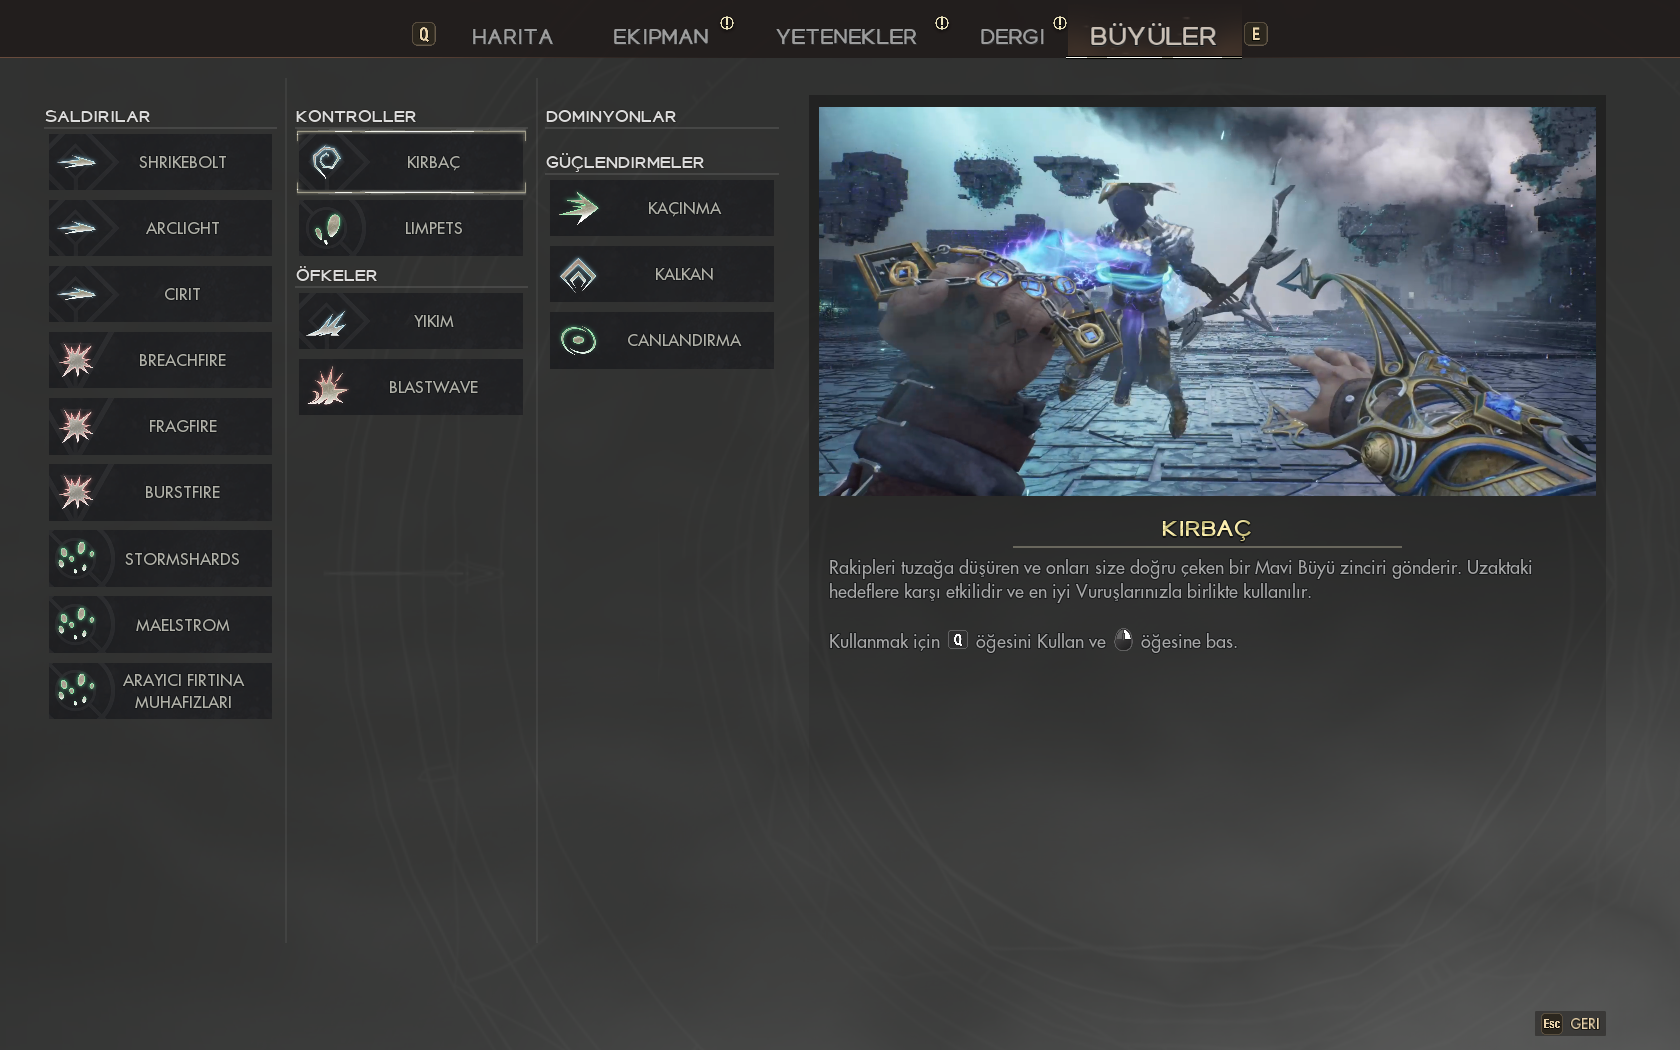 Q HARITA EKIPMAN YETENEKLER DERGI BÜYÜLER E
SALDIRILAR
SHRIKEBOLT
ARCLIGHT
CIRIT
BREACHFIRE
FRAGFIRE
BURSTFIRE
STORMSHARDS
MAELSTROM
ARAYICI FIRTINA
MUHAFIZLARI
KONTROLLER
KIRBAÇ
LIMPETS
ÖFKELER
YIKIM
BLASTWAVE
DOMINYONLAR
GÜÇLENDIRMELER
KAÇINMA
KALKAN
CANLANDIRMA
KIRBAÇ
Rakipleri tuzağa düşüren ve onları size doğru çeken bir Mavi Büyü zinciri gönderir. Uzaktaki
hedeflere karşı etkilidir ve en iyi Vuruşlarınızla birlikte kullanılır.
Kullanmak için Q öğesini Kullan ve öğesine bas.
Esc GERI